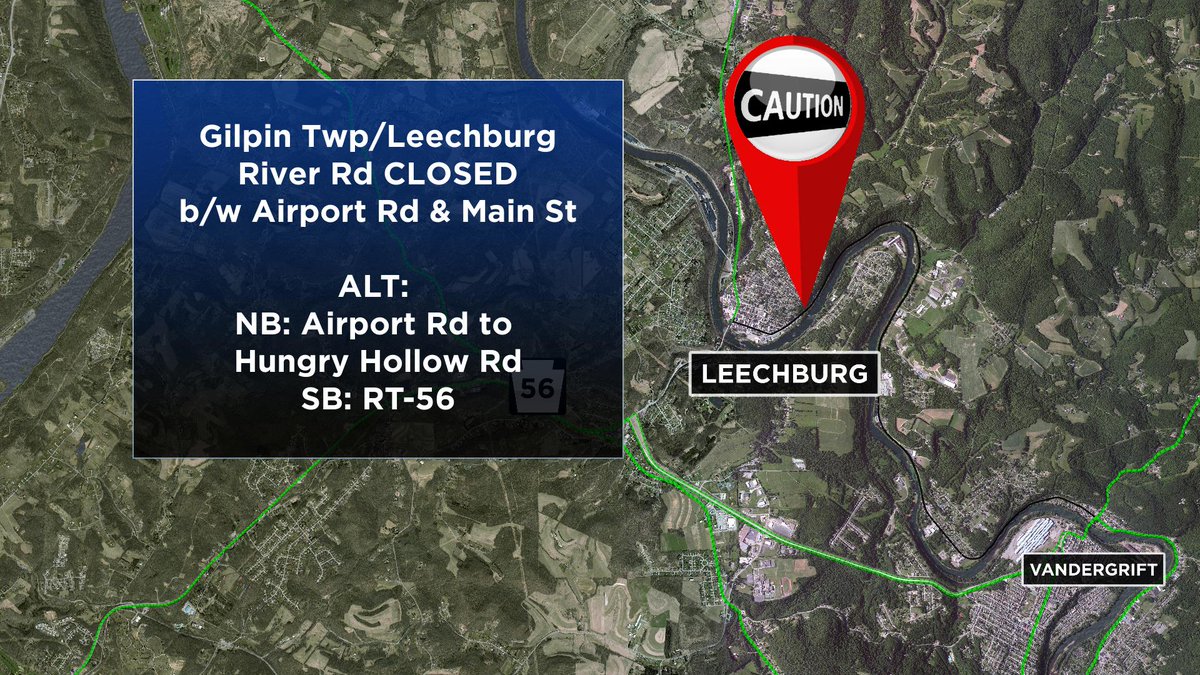 Gilpin Twp/Leechburg
River Rd CLOSED
b/w Airport Rd & Main St
ALT:
NB: Airport Rd to
Hungry Hollow Rd
SB: RT-56
56
CAUTION
LEECHBURG
VANDERGRIFT